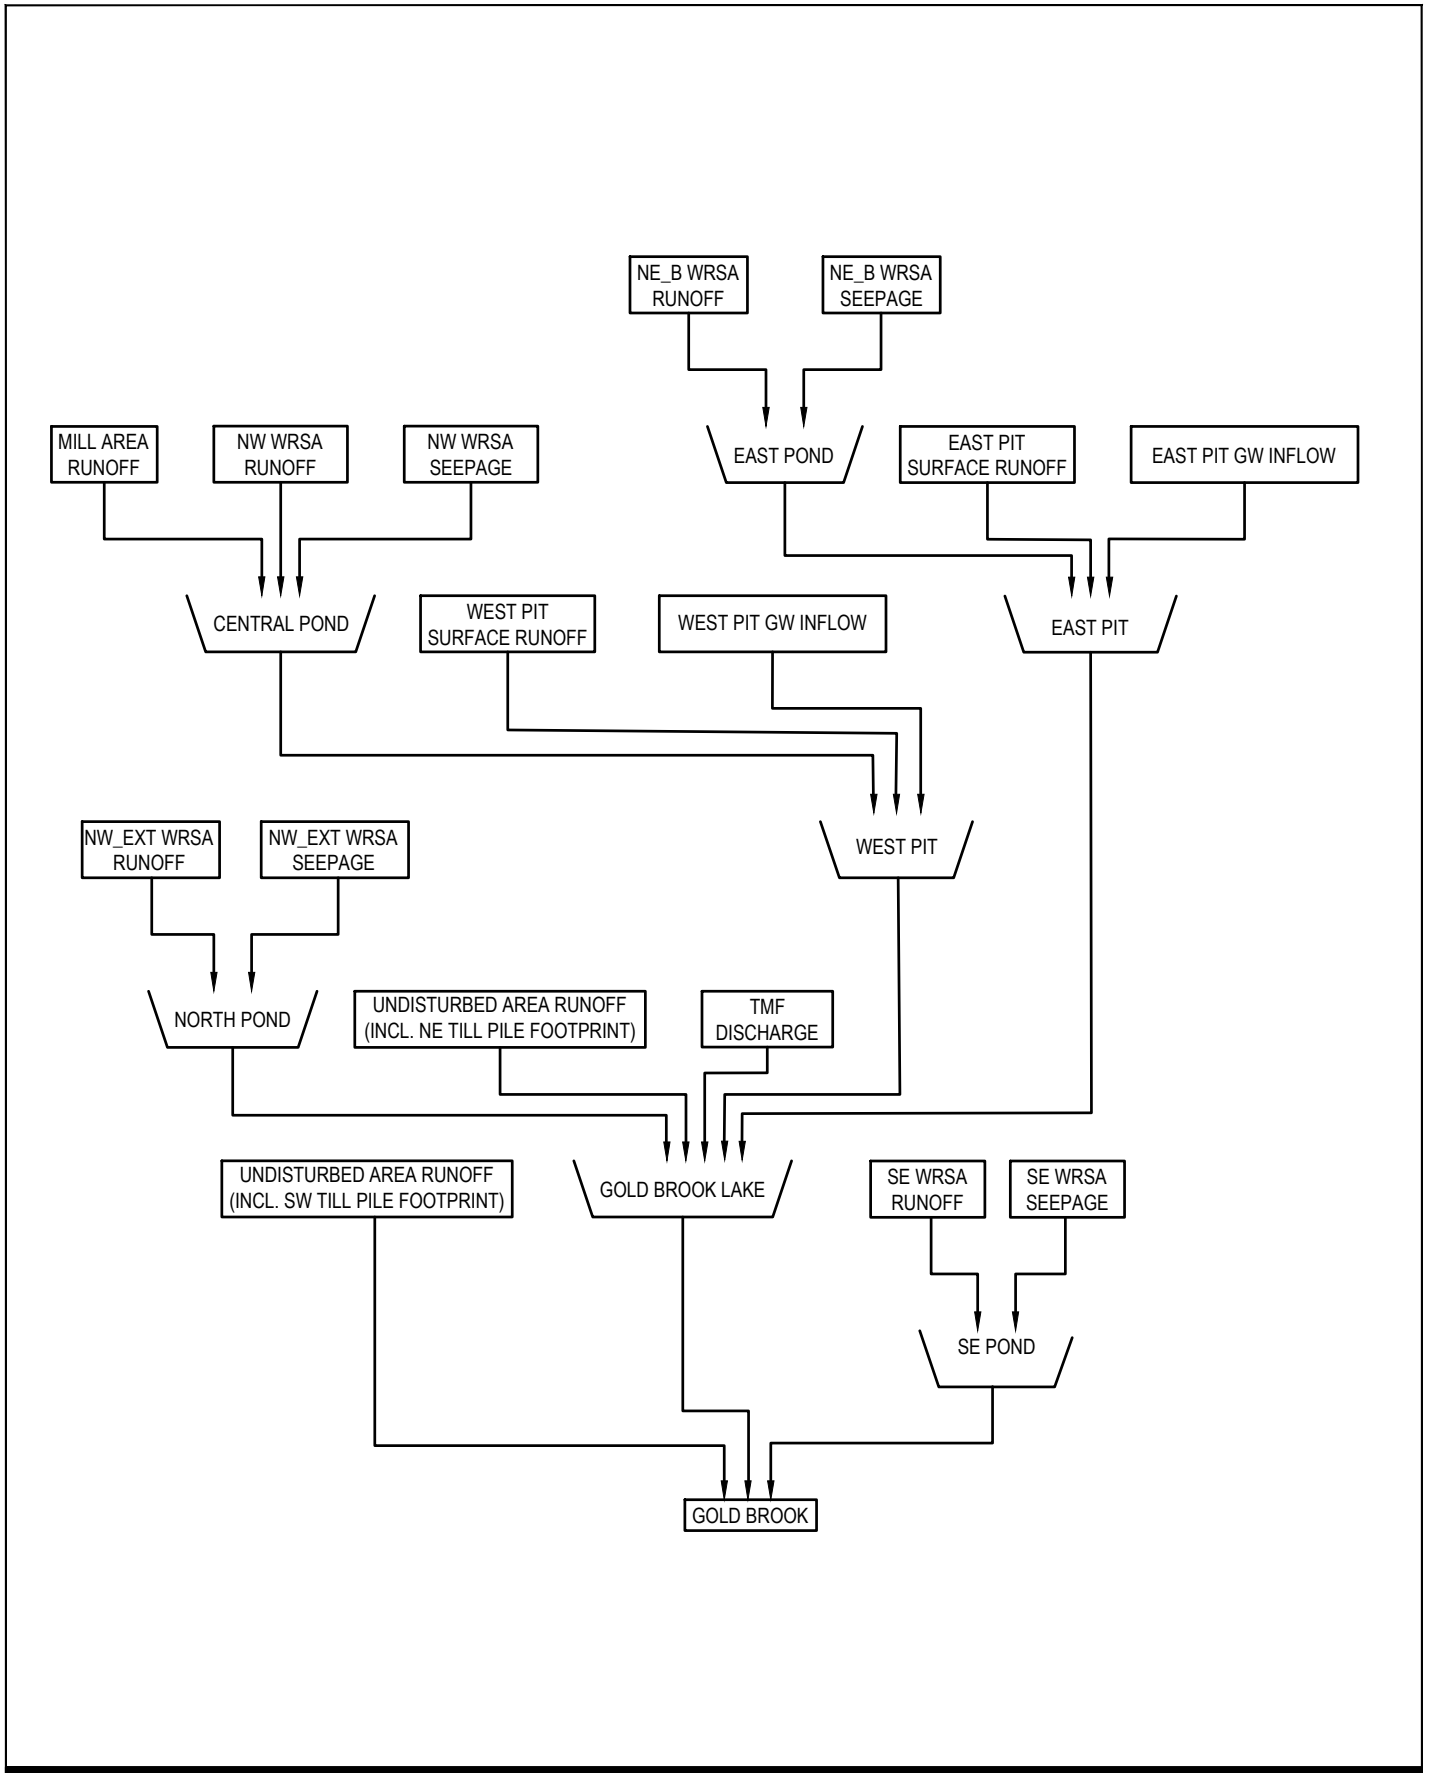 NE_B WRSA
RUNOFF
NE_B WRSA
SEEPAGE
MILL AREA
RUNOFF
NW WRSA
RUNOFF
NW WRSA
SEEPAGE
EAST POND
EAST PIT
SURFACE RUNOFF
EAST PIT GW INFLOW
CENTRAL POND
WEST PIT
SURFACE RUNOFF
WEST PIT GW INFLOW
EAST PIT
NW_EXT WRSA
RUNOFF
NW_EXT WRSA
SEEPAGE
WEST PIT
NORTH POND
UNDISTURBED AREA RUNOFF
(INCL. NE TILL PILE FOOTPRINT)
TMF
DISCHARGE
UNDISTURBED AREA RUNOFF
(INCL. SW TILL PILE FOOTPRINT)
GOLD BROOK LAKE
SE WRSA
RUNOFF
SE WRSA
SEEPAGE
SE POND
GOLD BROOK